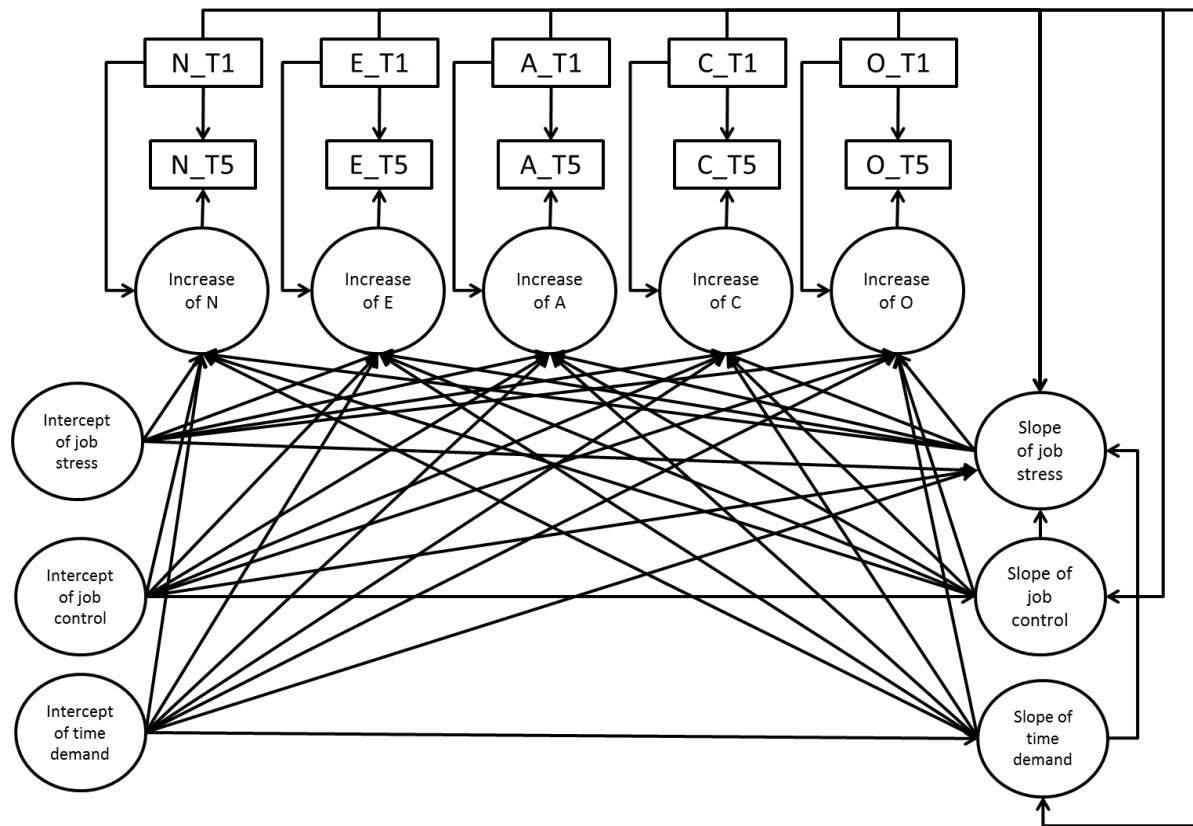 N_T1
E_T1
A_T1
C_T1
O_T1
N_T5
E_T5
A_T5
C_T5
O_T5
Increase
of N
Increase
of E
Increase
of A
Increase
of C
Increase
of O
Intercept
of job
stress
Slope
of job
stress
Intercept
of job
control
Slope of
job
control
Intercept
of time
demand
Slope of
time
demand